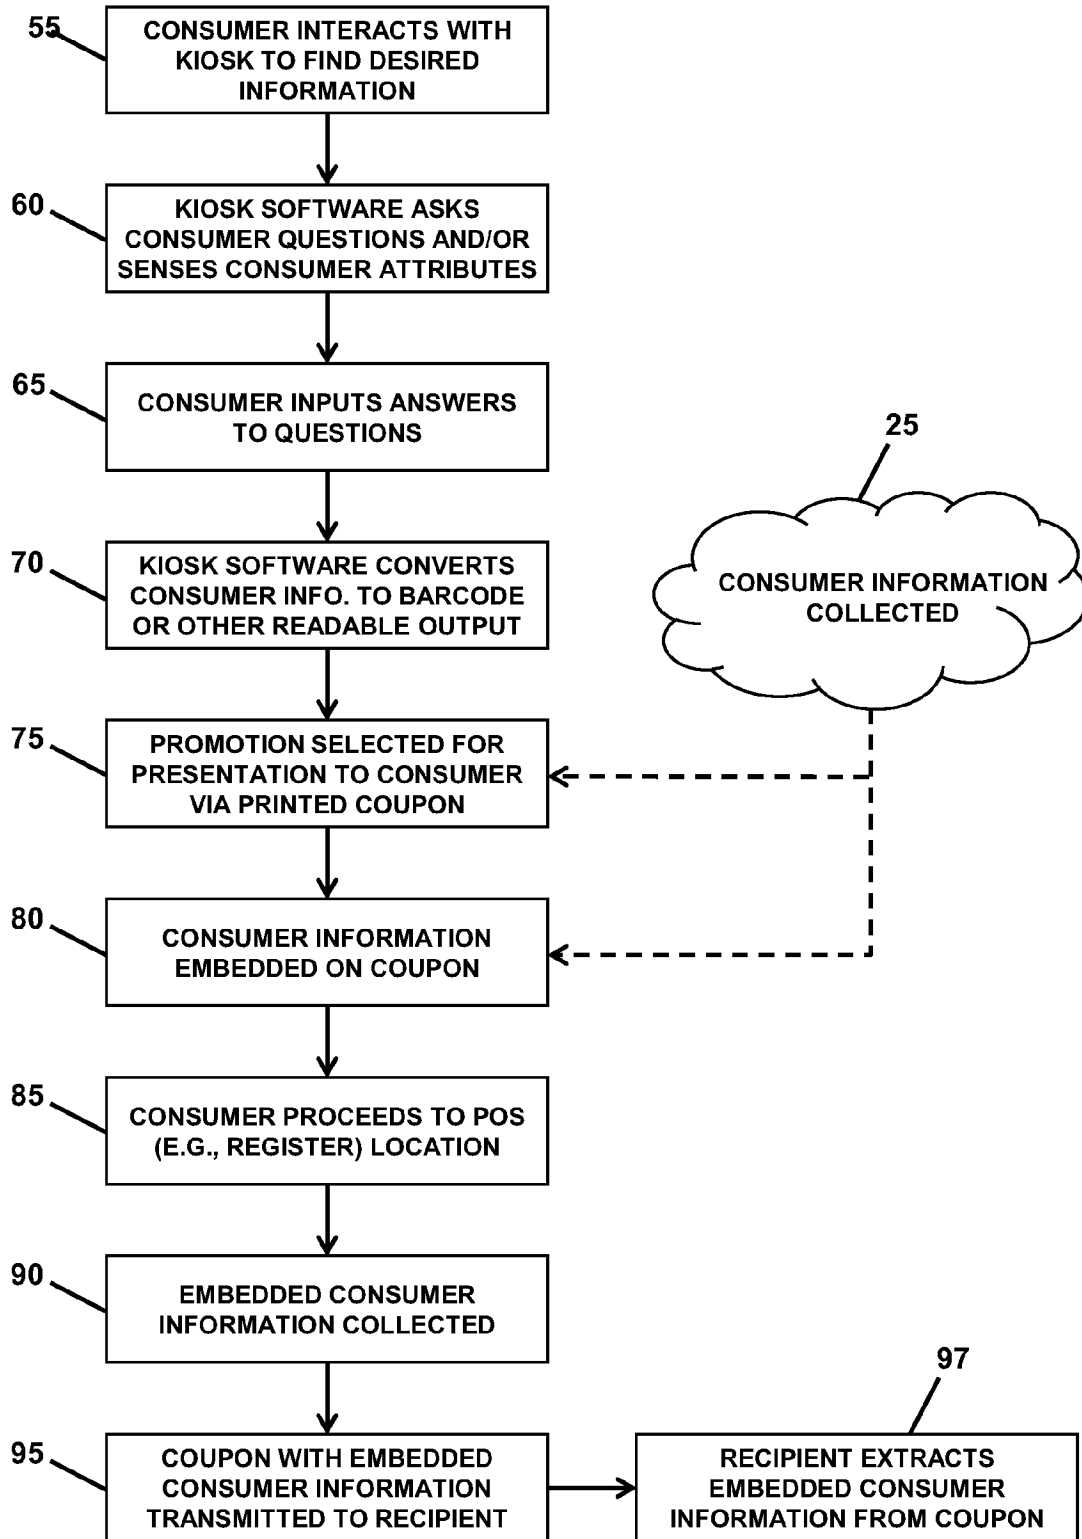 55
CONSUMER INTERACTS WITH
KIOSK TO FIND DESIRED
INFORMATION
60
KIOSK SOFTWARE ASKS
CONSUMER QUESTIONS AND/OR
SENSES CONSUMER ATTRIBUTES
65
CONSUMER INPUTS ANSWERS
TO QUESTIONS
25
CONSUMER INFORMATION
COLLECTED
70
KIOSK SOFTWARE CONVERTS
CONSUMER INFO. TO BARCODE
OR OTHER READABLE OUTPUT
75
PROMOTION SELECTED FOR
PRESENTATION TO CONSUMER
VIA PRINTED COUPON
80
CONSUMER INFORMATION
EMBEDDED ON COUPON
85
CONSUMER PROCEEDS TO POS
(E.G., REGISTER) LOCATION
90
EMBEDDED CONSUMER
INFORMATION COLLECTED
95
COUPON WITH EMBEDDED
CONSUMER INFORMATION
TRANSMITTED TO RECIPIENT
97
RECIPIENT EXTRACTS
EMBEDDED CONSUMER
INFORMATION FROM COUPON